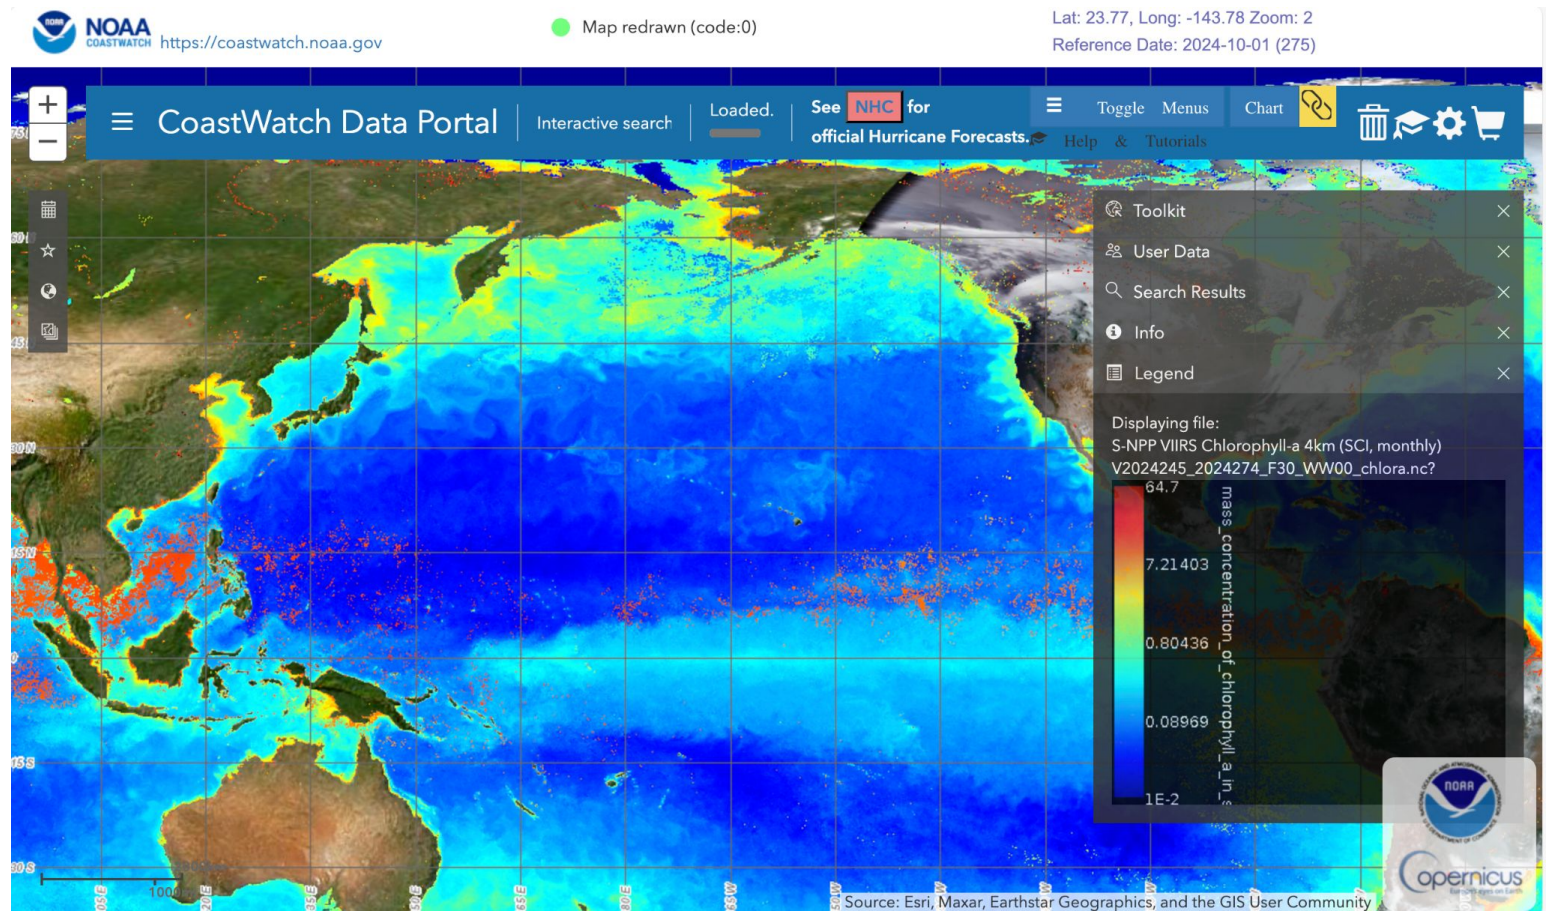 NOAA
COASTWATCH
https://coastwatch.noaa.gov
Map redrawn (code:0)
Lat: 23.77, Long: -143.78 Zoom: 2
Reference Date: 2024-10-01 (275)
+
−
CoastWatch Data Portal
Interactive search
Loaded.
See NHC for
official Hurricane Forecasts.
Toggle Menus
Chart
Help & Tutorials
Toolkit
User Data
Search Results
Info
Legend
Displaying file:
S-NPP VIIRS Chlorophyll-a 4km (SCI, monthly)
V2024245_2024274_F30_WW00_chlora.nc?
64.7
7.21403
0.80436
0.08969
1E-2
mass_concentration_of_chlorophyll_a_in_s
NOAA
opernicus
Source: Esri, Maxar, Earthstar Geographics, and the GIS User Community